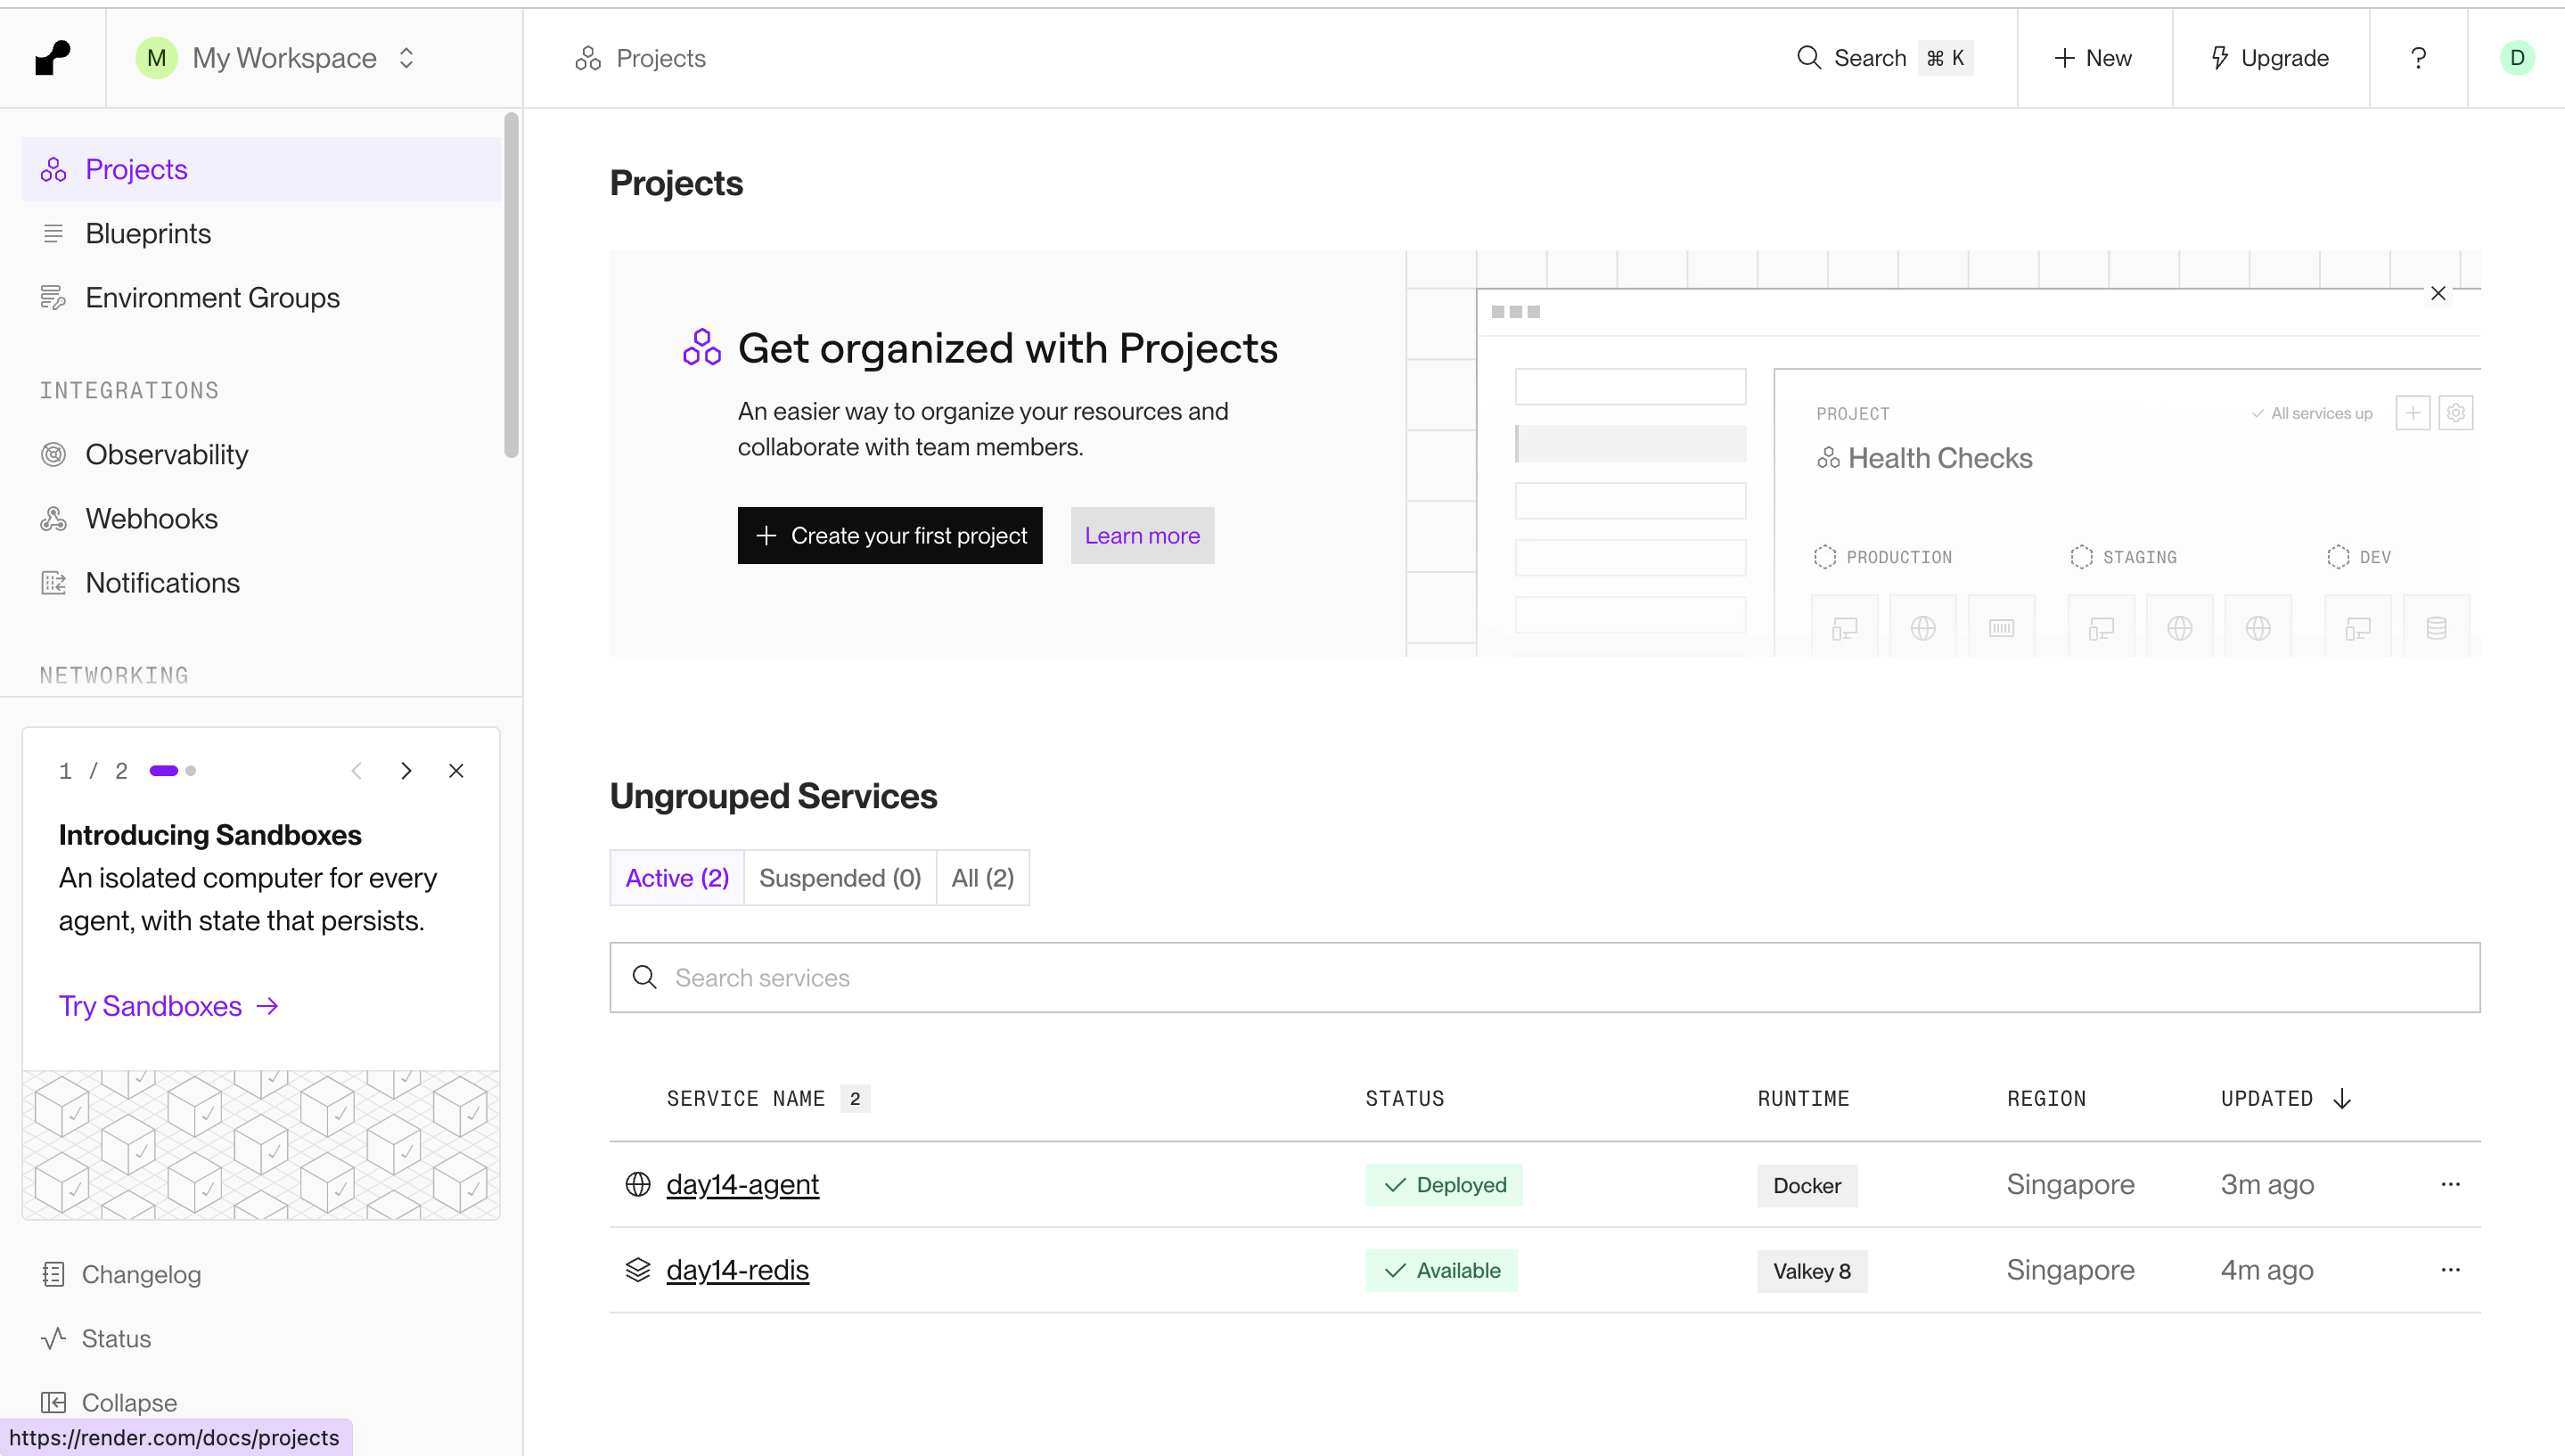 M My Workspace
Projects
Search ⌘ K
New
Upgrade
?
D
Projects
Blueprints
Environment Groups
INTEGRATIONS
Observability
Webhooks
Notifications
NETWORKING
1 / 2
Introducing Sandboxes
An isolated computer for every
agent, with state that persists.
Try Sandboxes →
Changelog
Status
Collapse
https://render.com/docs/projects
Projects
Get organized with Projects
An easier way to organize your resources and
collaborate with team members.
+ Create your first project
Learn more
PROJECT
All services up
Health Checks
PRODUCTION
STAGING
DEV
Ungrouped Services
Active (2)
Suspended (0)
All (2)
Search services
SERVICE NAME 2
STATUS
RUNTIME
REGION
UPDATED ↓
day14-agent
Deployed
Docker
Singapore
3m ago
day14-redis
Available
Valkey 8
Singapore
4m ago